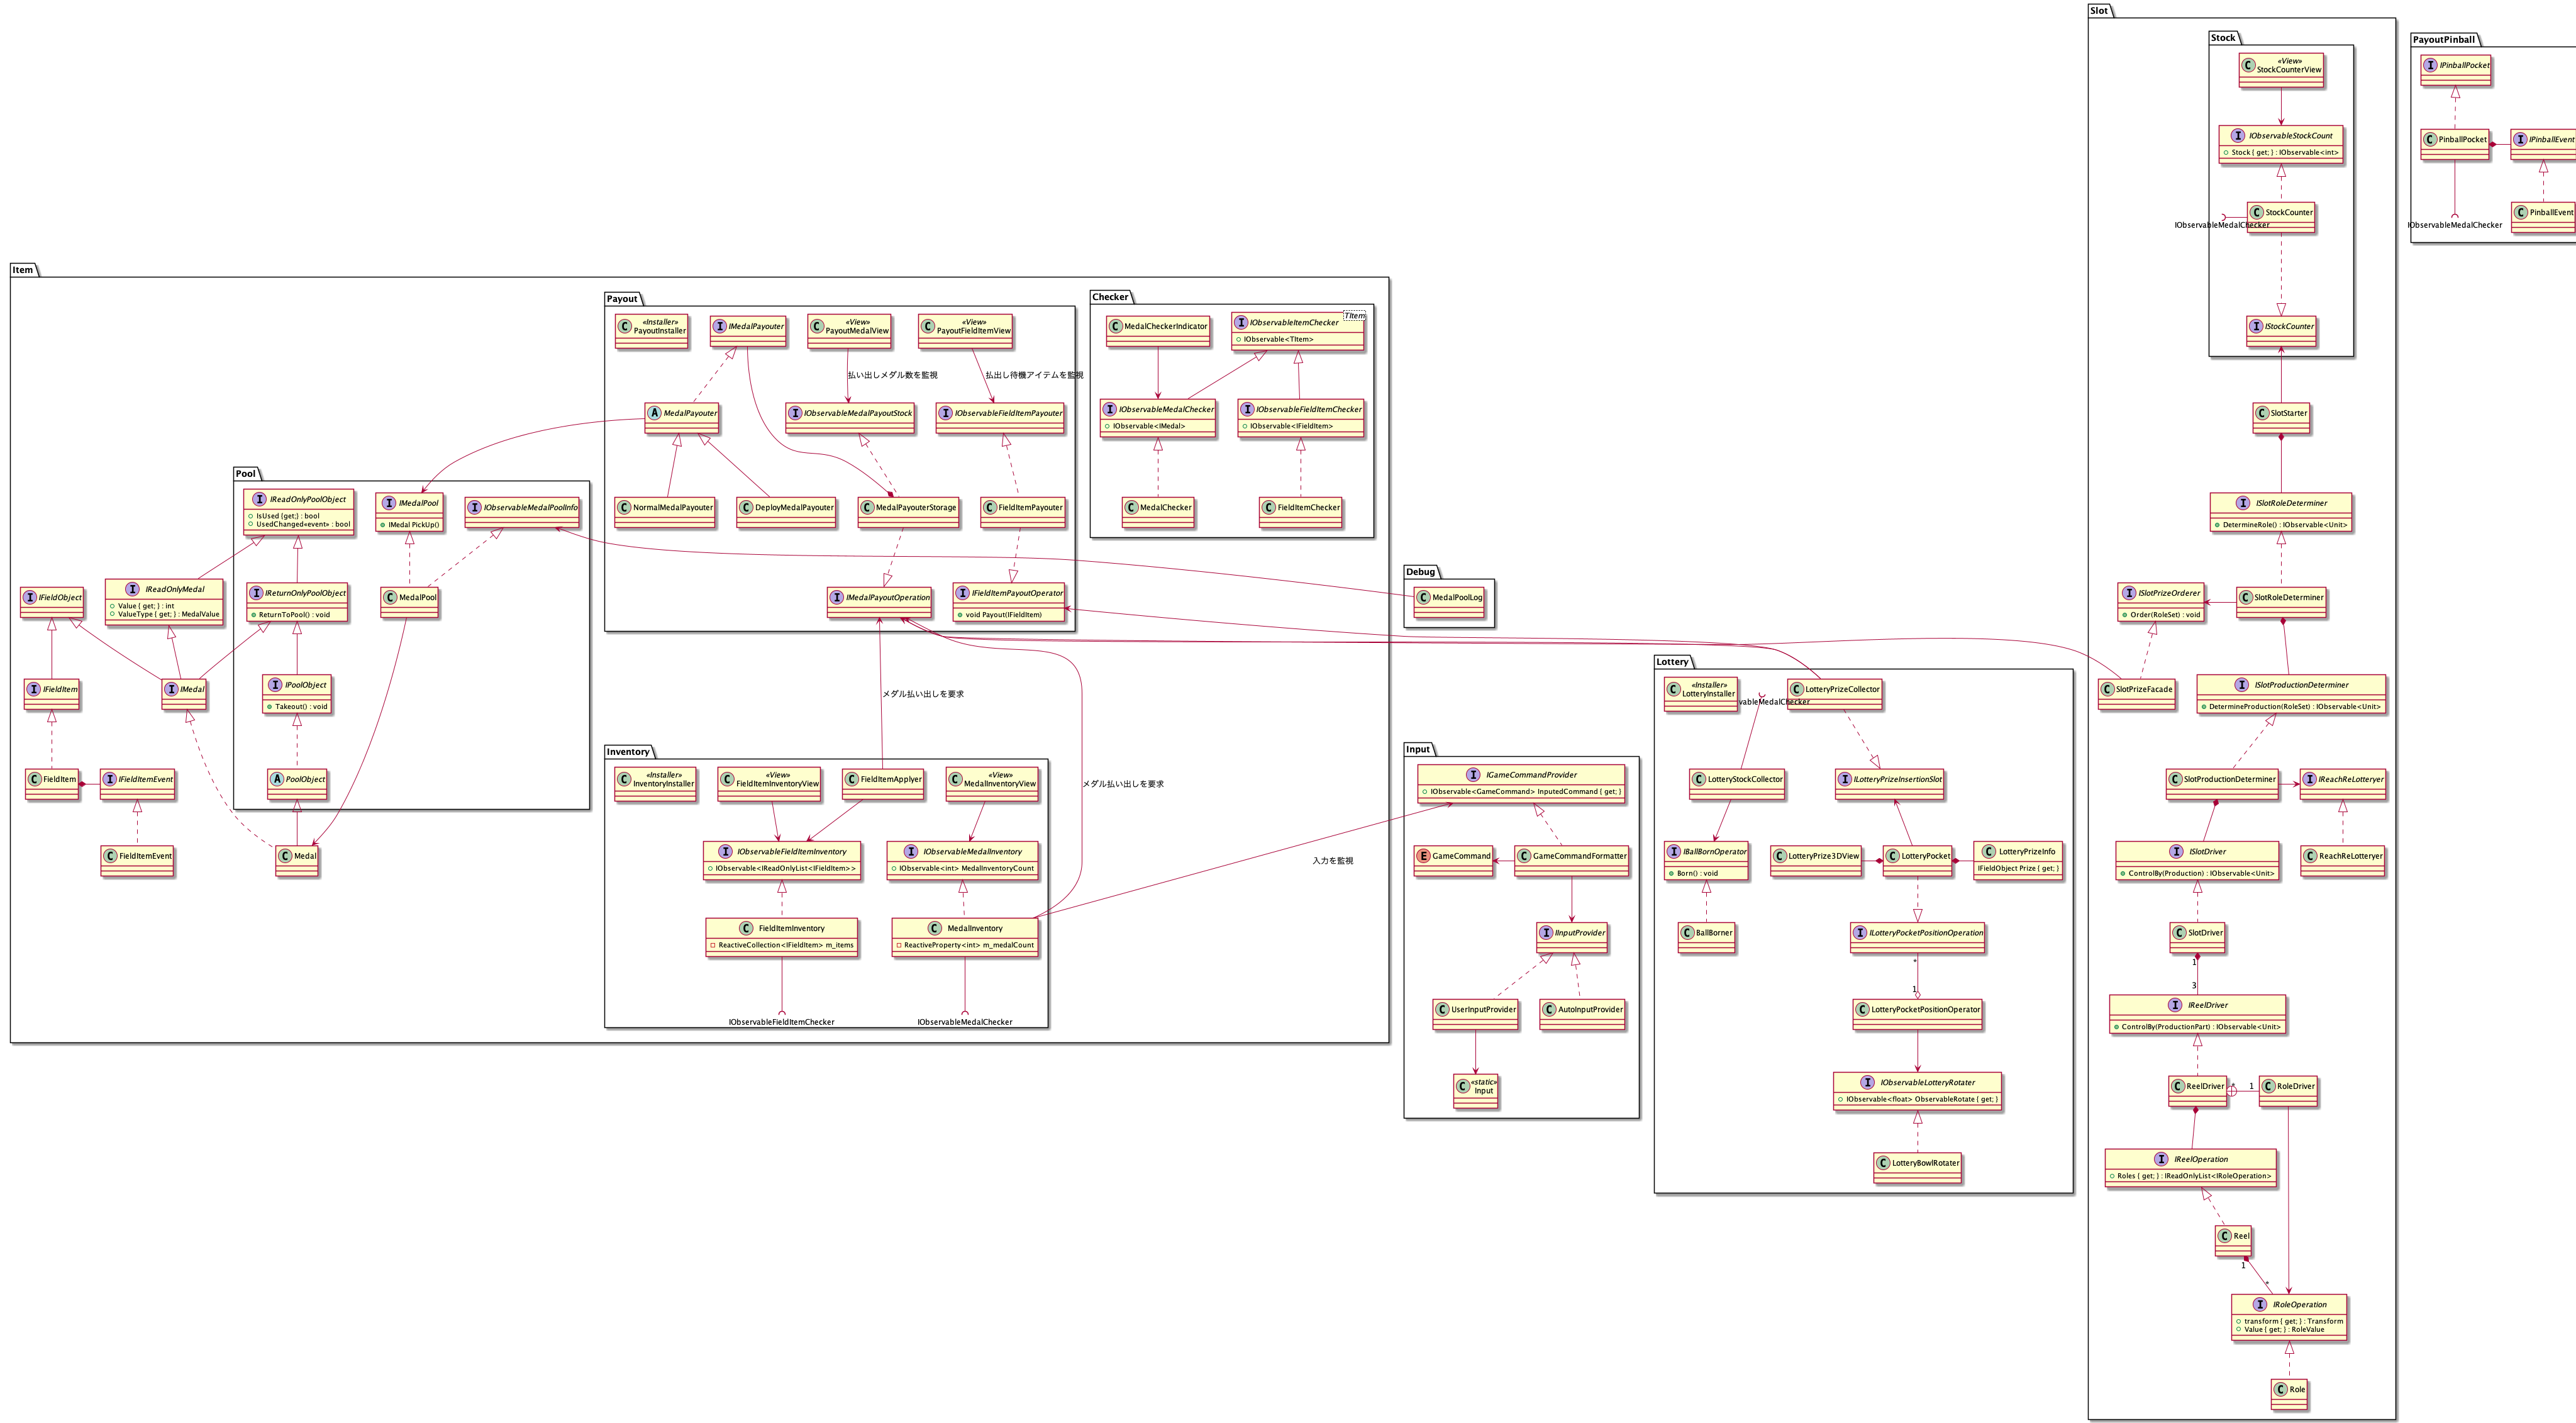 Item
Payout
C «Installer»
PayoutInstaller
I IMedalPayouter
C «View»
PayoutMedalView
C «View»
PayoutFieldItemView
払い出しメダル数を監視
払出し待機アイテムを監視
A MedalPayouter
I IObservableMedalPayoutStock
I IObservableFieldItemPayouter
C NormalMedalPayouter
C DeployMedalPayouter
C MedalPayouterStorage
C FieldItemPayouter
I IMedalPayoutOperation
I IFieldItemPayoutOperator
void Payout(IFieldItem)
Checker
C MedalCheckerIndicator
I IObservableItemChecker
TItem
IObservable<TItem>
I IObservableMedalChecker
IObservable<IMedal>
I IObservableFieldItemChecker
IObservable<IFieldItem>
C MedalChecker
C FieldItemChecker
Pool
I IReadOnlyPoolObject
IsUsed {get;} : bool
UsedChanged«event» : bool
I IMedalPool
IMedal PickUp()
I IObservableMedalPoolInfo
I IReturnOnlyPoolObject
ReturnToPool() : void
C MedalPool
I IPoolObject
Takeout() : void
A PoolObject
I IFieldObject
I IReadOnlyMedal
Value { get; } : int
ValueType { get; } : MedalValue
I IFieldItem
I IMedal
C FieldItem
I IFieldItemEvent
C FieldItemEvent
C Medal
メダル払い出しを要求
メダル払い出しを要求
Inventory
C «Installer»
InventoryInstaller
C «View»
FieldItemInventoryView
C FieldItemApplyer
C «View»
MedalInventoryView
I IObservableFieldItemInventory
IObservable<IReadOnlyList<IFieldItem>>
I IObservableMedalInventory
IObservable<int> MedalInventoryCount
C FieldItemInventory
ReactiveCollection<IFieldItem> m_items
C MedalInventory
ReactiveProperty<int> m_medalCount
IObservableFieldItemChecker
IObservableMedalChecker
Debug
C MedalPoolLog
Input
I IGameCommandProvider
IObservable<GameCommand> InputedCommand { get; }
入力を監視
E GameCommand
C GameCommandFormatter
I IInputProvider
C UserInputProvider
C AutoInputProvider
C «static»
Input
Lottery
C «Installer»
LotteryInstaller
vableMedalChecker
C LotteryPrizeCollector
C LotteryStockCollector
I ILotteryPrizeInsertionSlot
I IBallBornOperator
Born() : void
C LotteryPrize3DView
C LotteryPocket
C LotteryPrizeInfo
IFieldObject Prize { get; }
C BallBorner
I ILotteryPocketPositionOperation
*
1
C LotteryPocketPositionOperator
I IObservableLotteryRotater
IObservable<float> ObservableRotate { get; }
C LotteryBowlRotater
Slot
Stock
C «View»
StockCounterView
I IObservableStockCount
Stock { get; } : IObservable<int>
C StockCounter
IObservableMedalChecker
I IStockCounter
C SlotStarter
I ISlotRoleDeterminer
DetermineRole() : IObservable<Unit>
I ISlotPrizeOrderer
Order(RoleSet) : void
C SlotRoleDeterminer
C SlotPrizeFacade
I ISlotProductionDeterminer
DetermineProduction(RoleSet) : IObservable<Unit>
C SlotProductionDeterminer
I IReachReLotteryer
I ISlotDriver
ControlBy(Production) : IObservable<Unit>
C ReachReLotteryer
C SlotDriver
1
3
I IReelDriver
ControlBy(ProductionPart) : IObservable<Unit>
C ReelDriver
*
1
C RoleDriver
I IReelOperation
Roles { get; } : IReadOnlyList<IRoleOperation>
C Reel
1
*
I IRoleOperation
transform { get; } : Transform
Value { get; } : RoleValue
C Role
PayoutPinball
I IPinballPocket
C PinballPocket
I IPinballEvent
IObservableMedalChecker
C PinballEvent